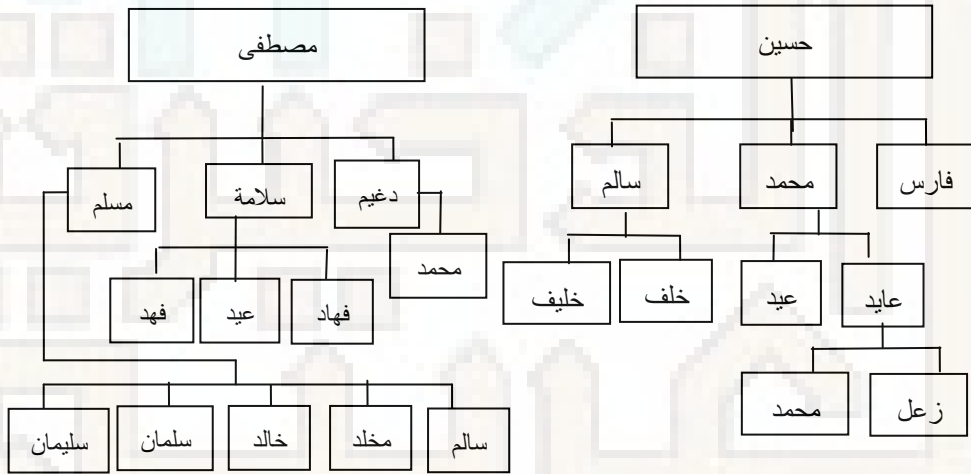 حسين
مصطفى
فارس
محمد
سالم
دغيم
سلامة
مسلم
عايد
عيد
خلف
خليف
محمد
فهاد
عيد
فهد
زعل
محمد
سالم
مخلد
خالد
سلمان
سليمان